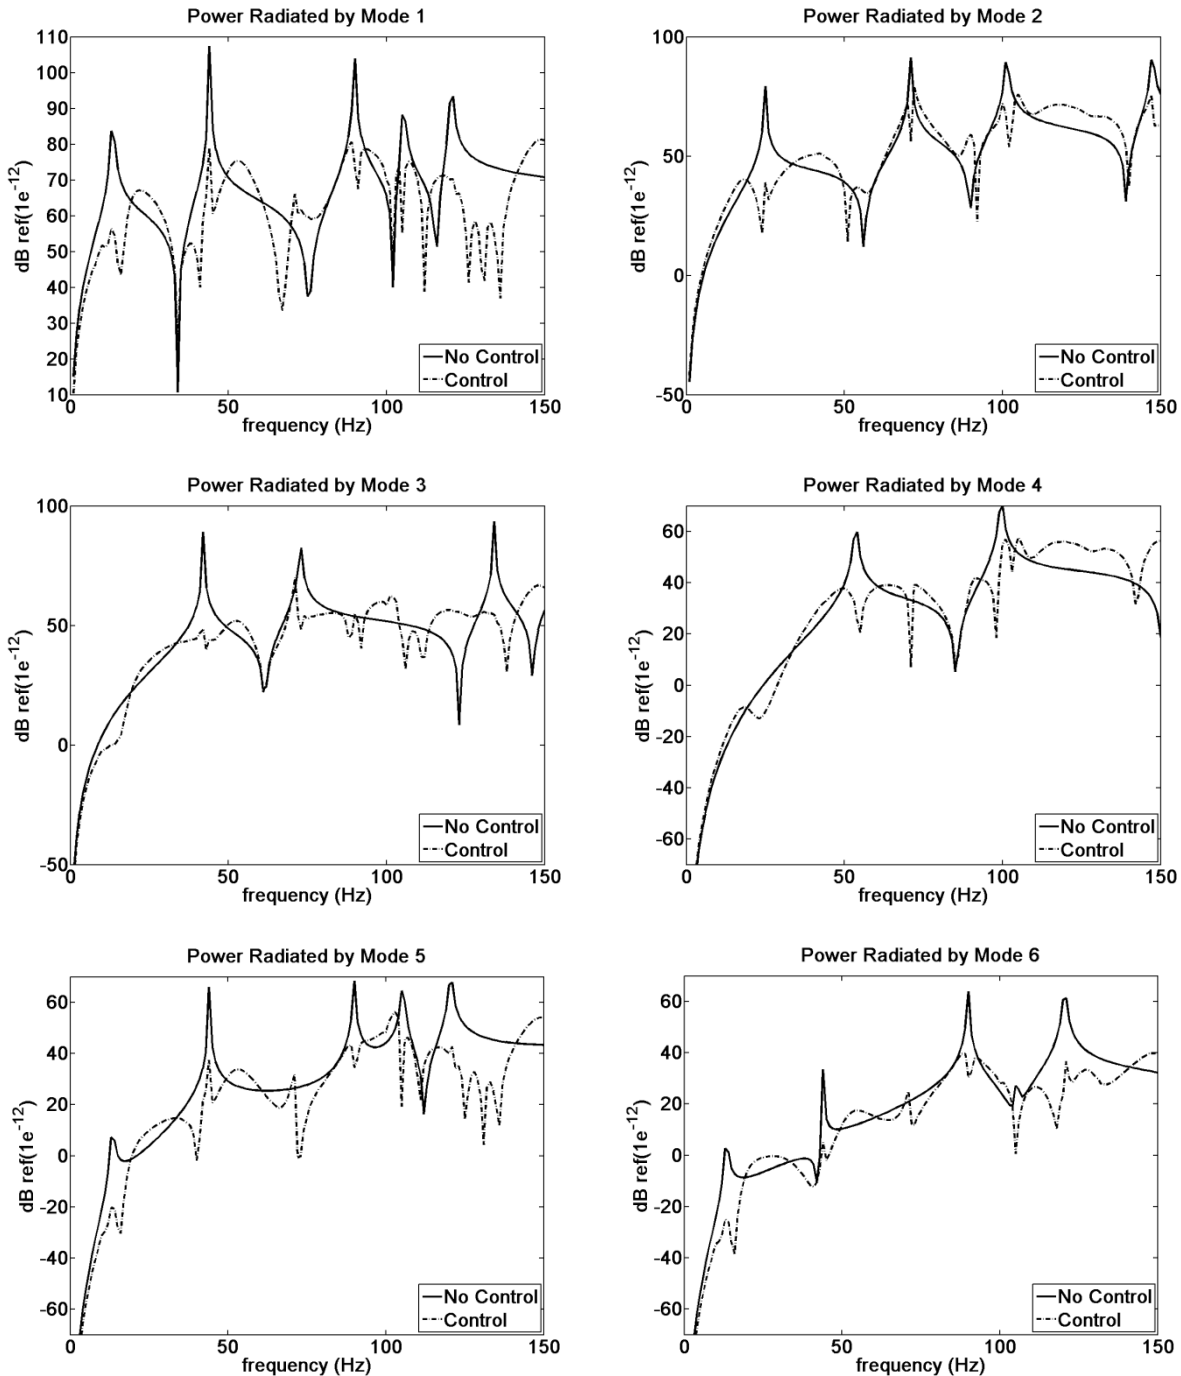 Power Radiated by Mode 1
110
100
90
80
70
60
50
40
30
20
10
dB ref(1e^-12)
0 50 100 150
frequency (Hz)
No Control
Control
Power Radiated by Mode 2
100
50
0
-50
dB ref(1e^-12)
0 50 100 150
frequency (Hz)
No Control
Control
Power Radiated by Mode 3
100
50
0
-50
dB ref(1e^-12)
0 50 100 150
frequency (Hz)
No Control
Control
Power Radiated by Mode 4
60
40
20
0
-20
-40
-60
dB ref(1e^-12)
0 50 100 150
frequency (Hz)
No Control
Control
Power Radiated by Mode 5
60
40
20
0
-20
-40
-60
dB ref(1e^-12)
0 50 100 150
frequency (Hz)
No Control
Control
Power Radiated by Mode 6
60
40
20
0
-20
-40
-60
dB ref(1e^-12)
0 50 100 150
frequency (Hz)
No Control
Control